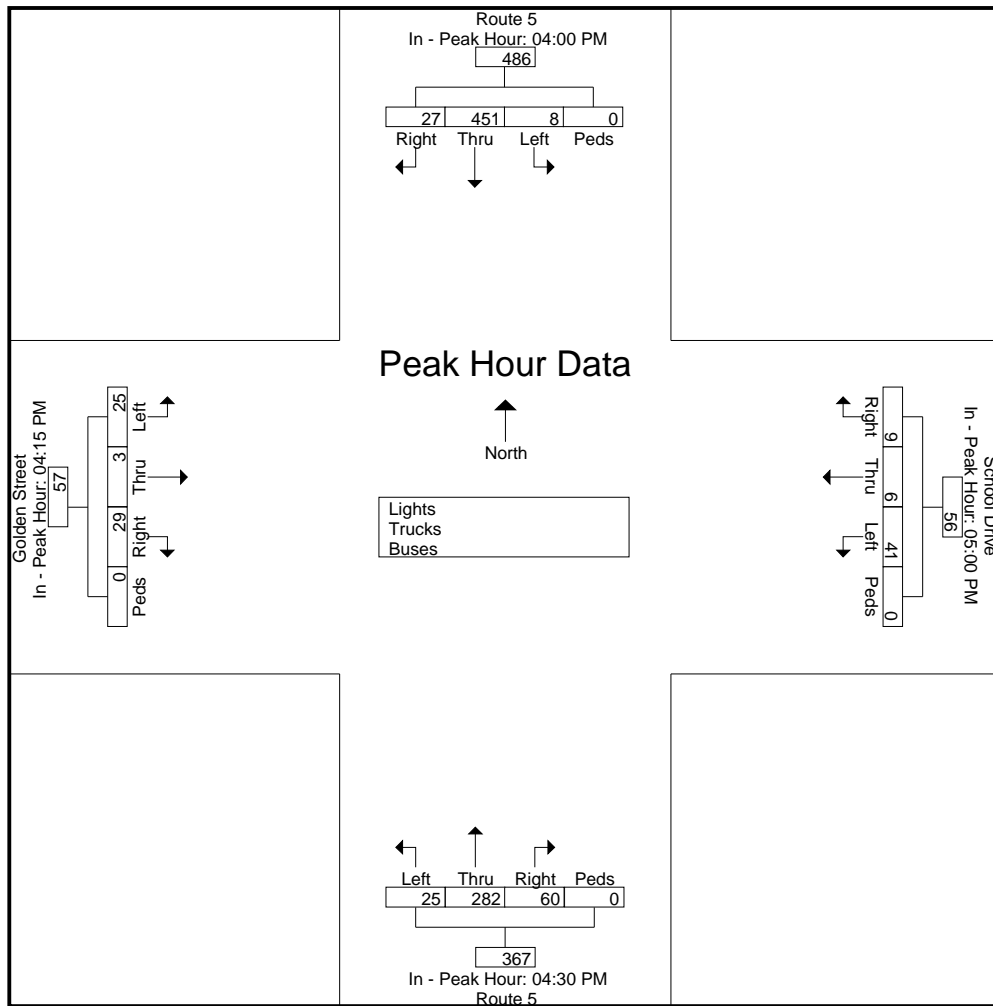 Route 5
In - Peak Hour: 04:00 PM
486
27 451 8 0
Right Thru Left Peds
Peak Hour Data
North
Lights
Trucks
Buses
Golden Street
In - Peak Hour: 04:15 PM
57
25 3 29 0
Left Thru Right Peds
School Drive
In - Peak Hour: 05:00 PM
56
9 6 41 0
Right Thru Left Peds
Left Thru Right Peds
25 282 60 0
367
In - Peak Hour: 04:30 PM
Route 5